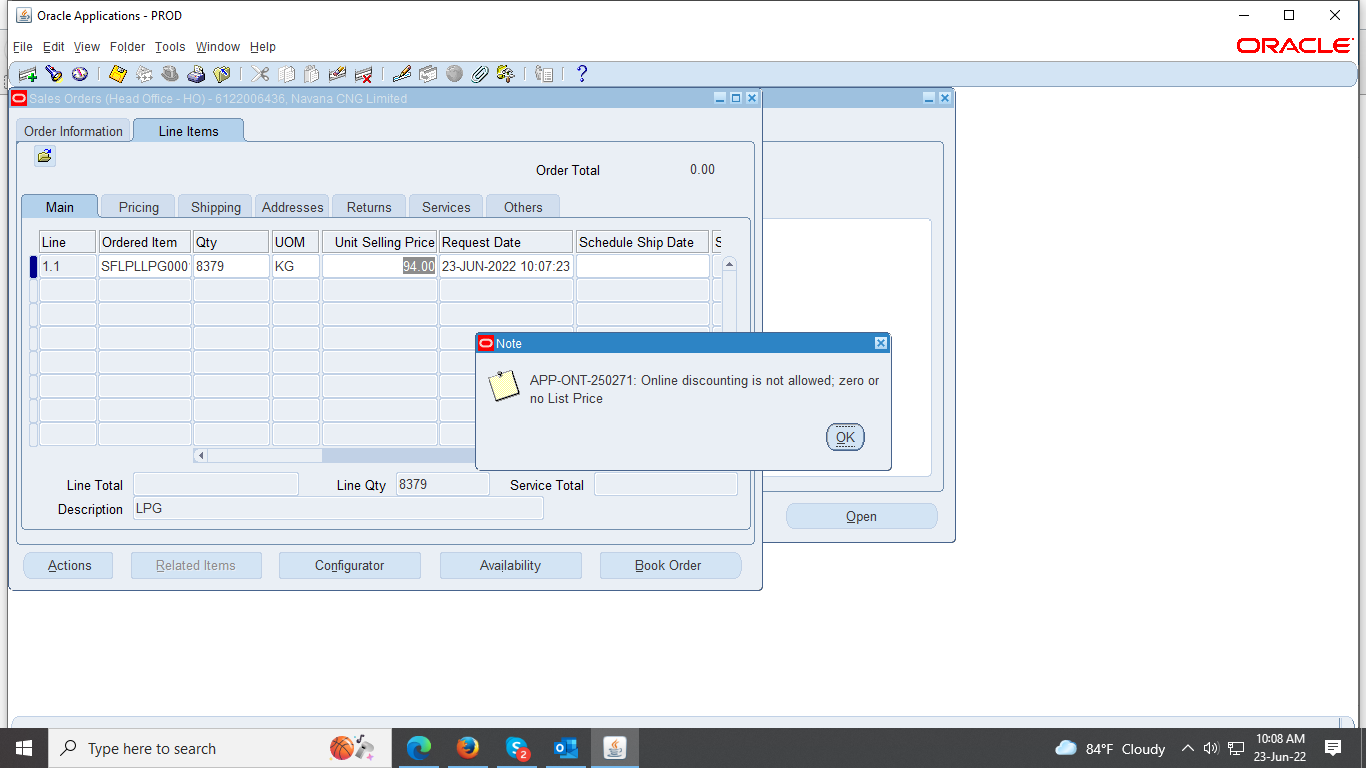 Oracle Applications - PROD
File Edit View Folder Tools Window Help
ORACLE
Sales Orders (Head Office - HO) - 6122006436, Navana CNG Limited
Order Information Line Items
Order Total 0.00
Main Pricing Shipping Addresses Returns Services Others
Line Ordered Item Qty UOM Unit Selling Price Request Date Schedule Ship Date S
1.1 SFLPLLPG000 8379 KG 94.00 23-JUN-2022 10:07:23
Note
APP-ONT-250271: Online discounting is not allowed; zero or
no List Price
OK
Line Total Line Qty 8379 Service Total
Description LPG
Open
Actions Related Items Configurator Availability Book Order
Type here to search
2
84°F Cloudy
10:08 AM
23-Jun-22